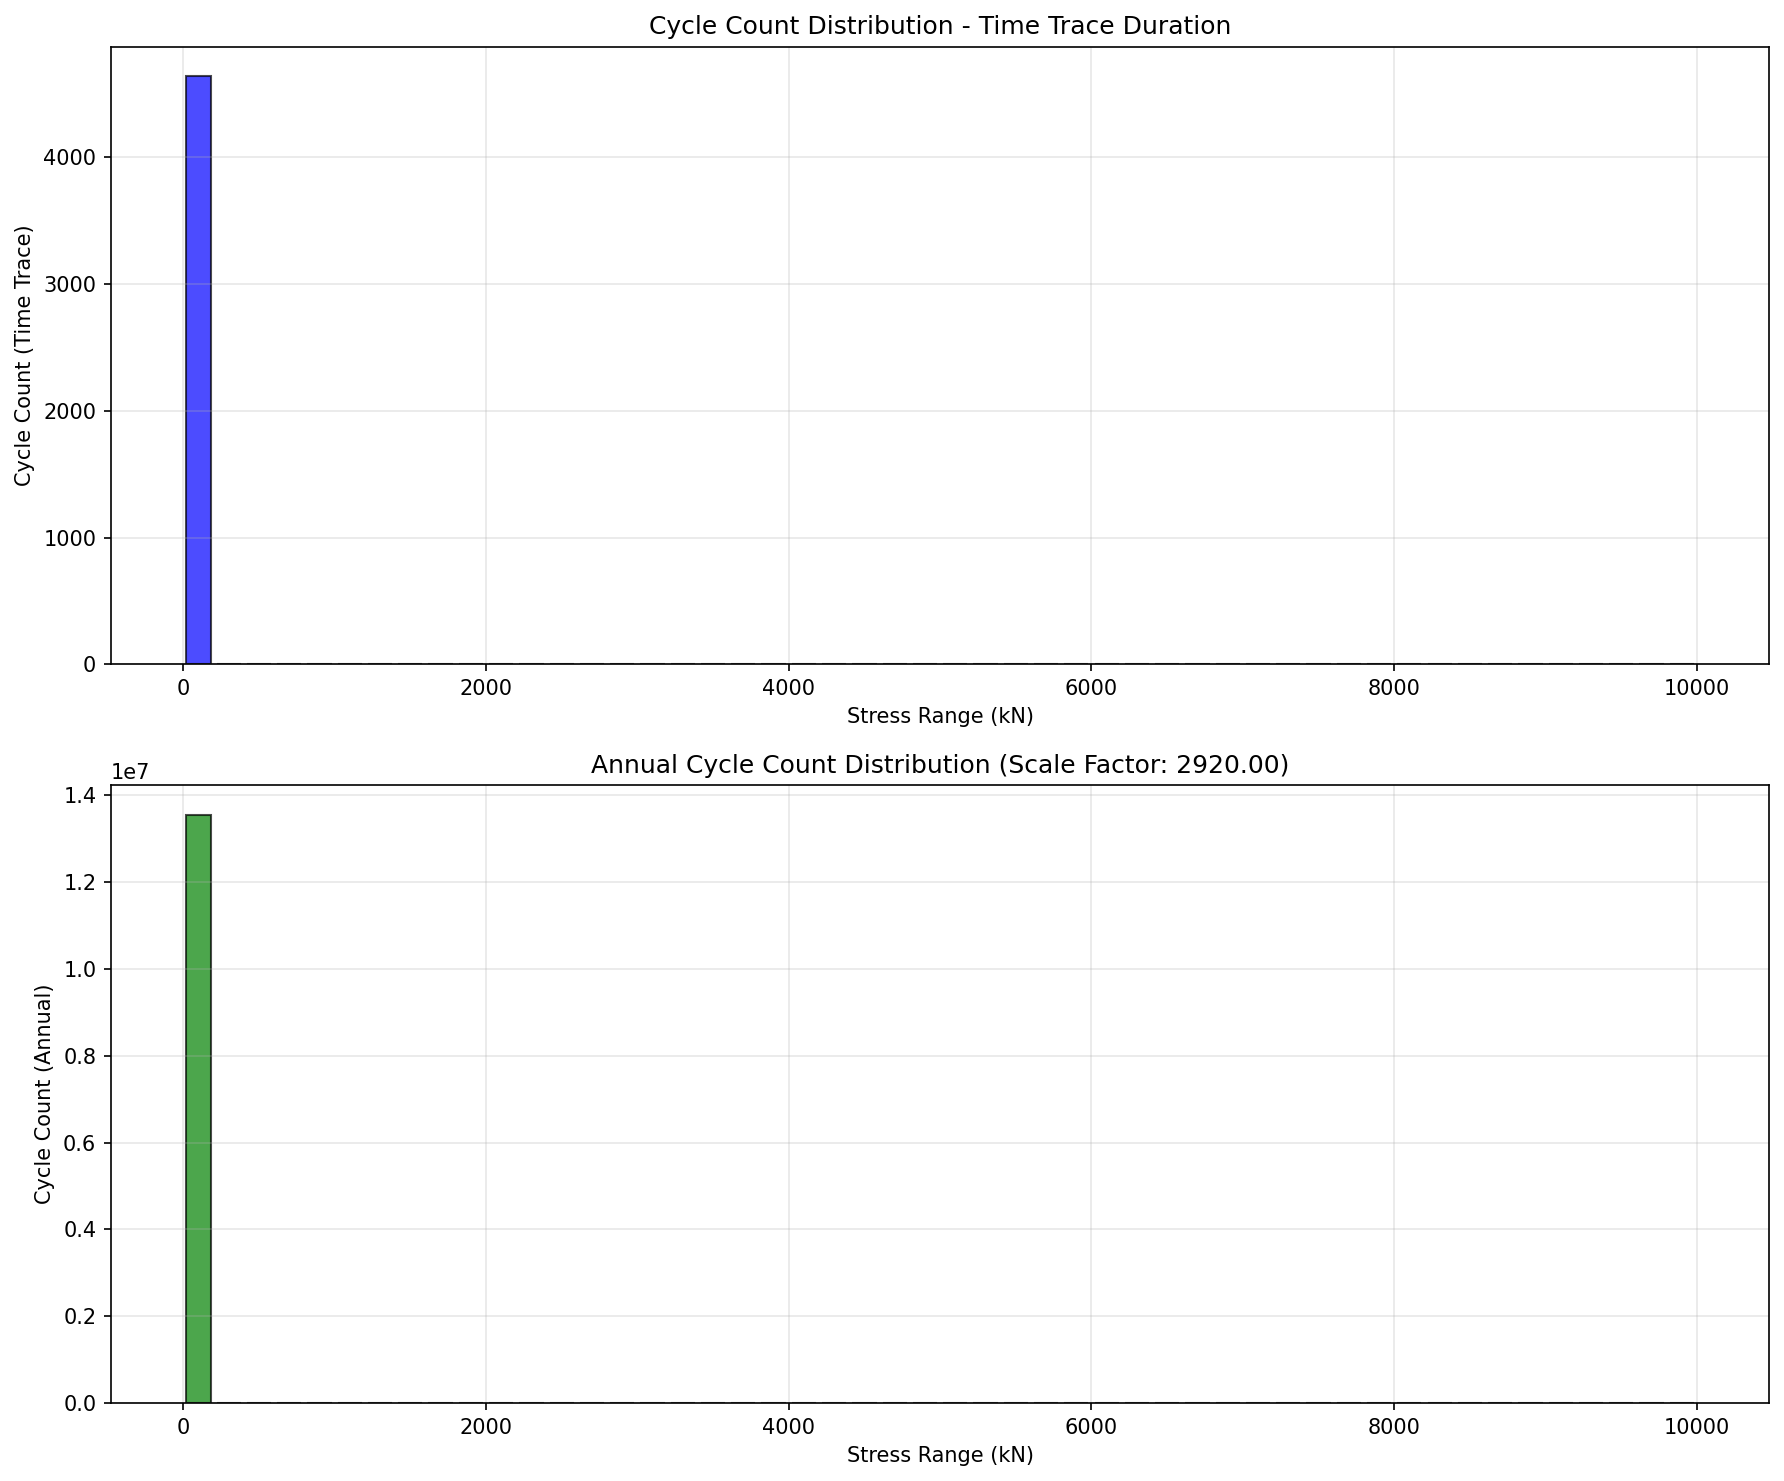 Cycle Count Distribution - Time Trace Duration
Cycle Count (Time Trace)
4000
3000
2000
1000
0
0 2000 4000 6000 8000 10000
Stress Range (kN)
Annual Cycle Count Distribution (Scale Factor: 2920.00)
1e7
Cycle Count (Annual)
1.4
1.2
1.0
0.8
0.6
0.4
0.2
0.0
0 2000 4000 6000 8000 10000
Stress Range (kN)